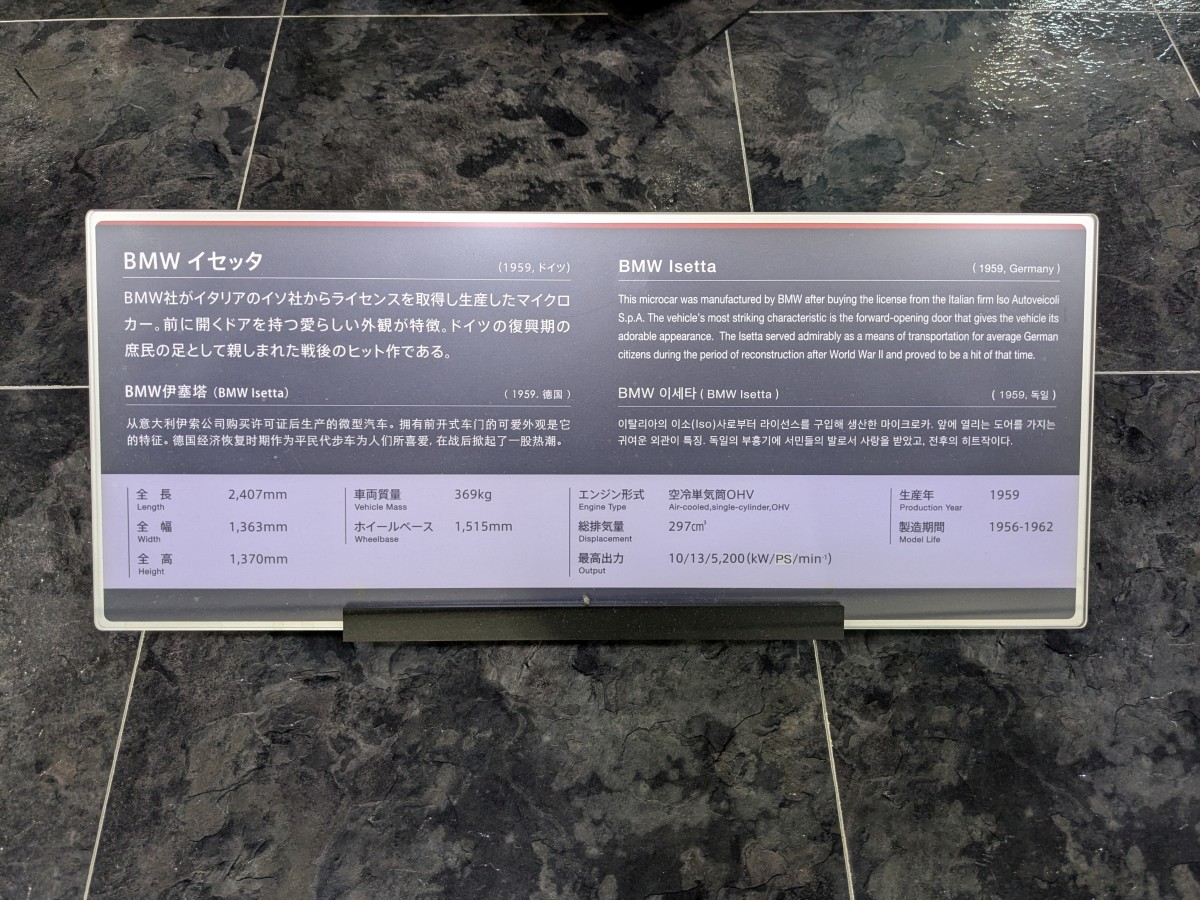 BMW イセッタ (1959, ドイツ)
BMW社がイタリアのイソ社からライセンスを取得し生産したマイクロ
カー。前に開くドアを持つ愛らしい外観が特徴。ドイツの復興期の
庶民の足として親しまれた戦後のヒット作である。
BMW伊塞塔 (BMW Isetta) (1959. 德国)
从意大利伊索公司购买许可证后生产的微型汽车。拥有前开式车门的可爱外观是它
的特征。德国经济恢复时期作为平民代步车为人们所喜爱, 在战后掀起了一股热潮。
BMW Isetta (1959, Germany)
This microcar was manufactured by BMW after buying the license from the Italian firm Iso Autoveicoli
S.p.A. The vehicle's most striking characteristic is the forward-opening door that gives the vehicle its
adorable appearance. The Isetta served admirably as a means of transportation for average German
citizens during the period of reconstruction after World War II and proved to be a hit of that time.
BMW 이세타 ( BMW Isetta ) ( 1959, 독일 )
이탈리아의 이소(Iso)사로부터 라이선스를 구입해 생산한 마이크로카. 앞에 열리는 도어를 가지는
귀여운 외관이 특징. 독일의 부흥기에 서민들의 발로서 사랑을 받았고, 전후의 히트작이다.
全 長 2,407mm
Length
全 幅 1,363mm
Width
全 高 1,370mm
Height
車両質量 369kg
Vehicle Mass
ホイールベース 1,515mm
Wheelbase
エンジン形式 空冷単気筒OHV
Engine Type Air-cooled,single-cylinder,OHV
総排気量 297cm³
Displacement
最高出力 10/13/5,200(kW/PS/min⁻¹)
Output
生産年 1959
Production Year
製造期間 1956-1962
Model Life